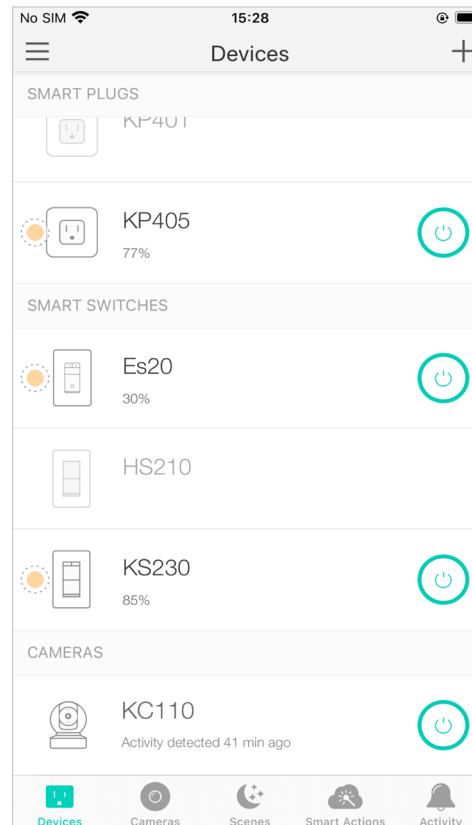 No SIM 15:28
Devices
SMART PLUGS
KP401
KP405
77%
SMART SWITCHES
Es20
30%
HS210
KS230
85%
CAMERAS
KC110
Activity detected 41 min ago
Devices Cameras Scenes Smart Actions Activity